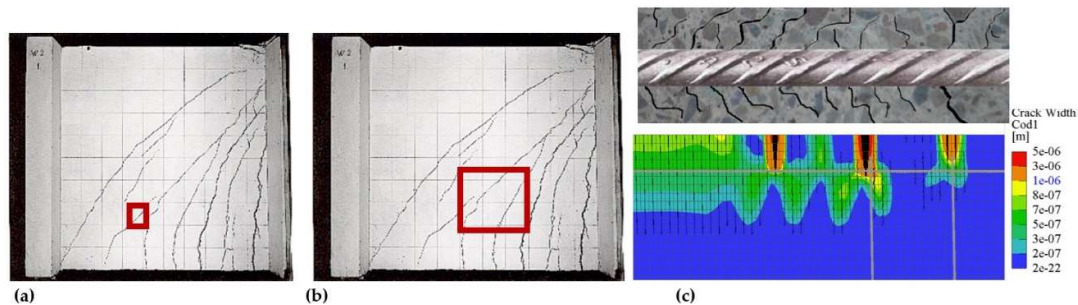 W 2
1
W 2
1
Crack Width
Cod1
[m]
5e-06
3e-06
1e-06
8e-07
7e-07
5e-07
3e-07
2e-07
2e-22
(a)
(b)
(c)